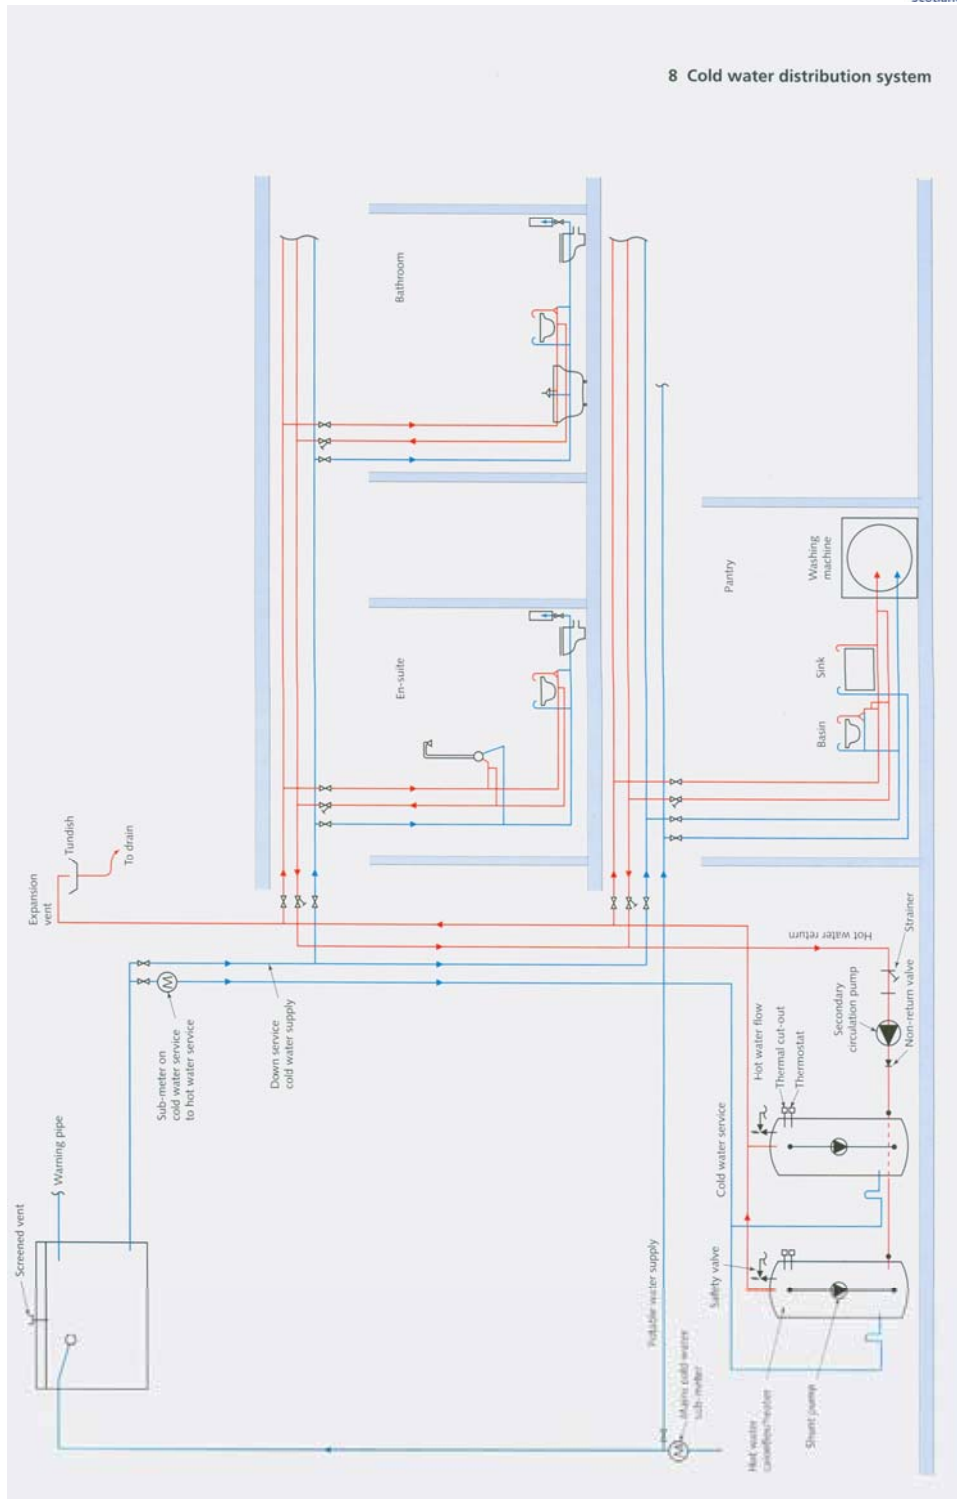 8 Cold water distribution system
Bathroom
En-suite
Pantry
Washing
machine
Sink
Basin
Tundish
To drain
Expansion
vent
Hot water return
Strainer
Non-return valve
Secondary
circulation pump
Hot water flow
Thermal cut-out
Thermostat
Cold water service
Down service
cold water supply
Sub-meter on
cold water service
to hot water service
Warning pipe
Screened vent
Potable water supply
Safety valve
Mains cold water
sub-meter
M
M
Shunt pump
Hot water
calorifier/heater